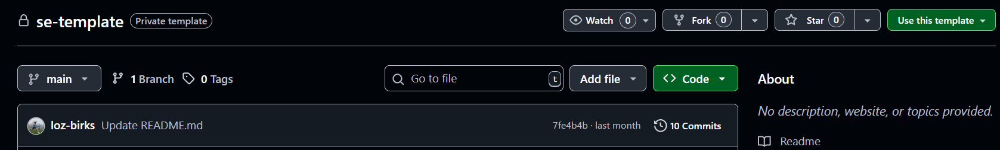 se-template Private template Watch 0 Fork 0 Star 0 Use this template
main 1 Branch 0 Tags Go to file t Add file Code About
No description, website, or topics provided.
loz-birks Update README.md 7fe4b4b · last month 10 Commits
Readme